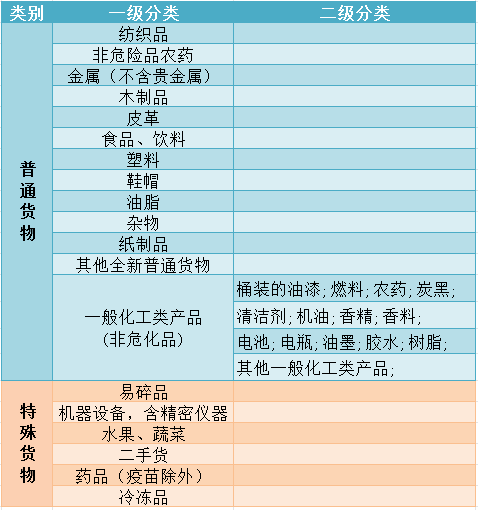 类别 一级分类 二级分类
普通货物
纺织品
非危险品农药
金属（不含贵金属）
木制品
皮革
食品、饮料
塑料
鞋帽
油脂
杂物
纸制品
其他全新普通货物
一般化工类产品
(非危化品)
桶装的油漆; 燃料; 农药; 炭黑;
清洁剂; 机油; 香精; 香料;
电池; 电瓶; 油墨; 胶水; 树脂;
其他一般化工类产品;
特殊货物
易碎品
机器设备，含精密仪器
水果、蔬菜
二手货
药品（疫苗除外）
冷冻品